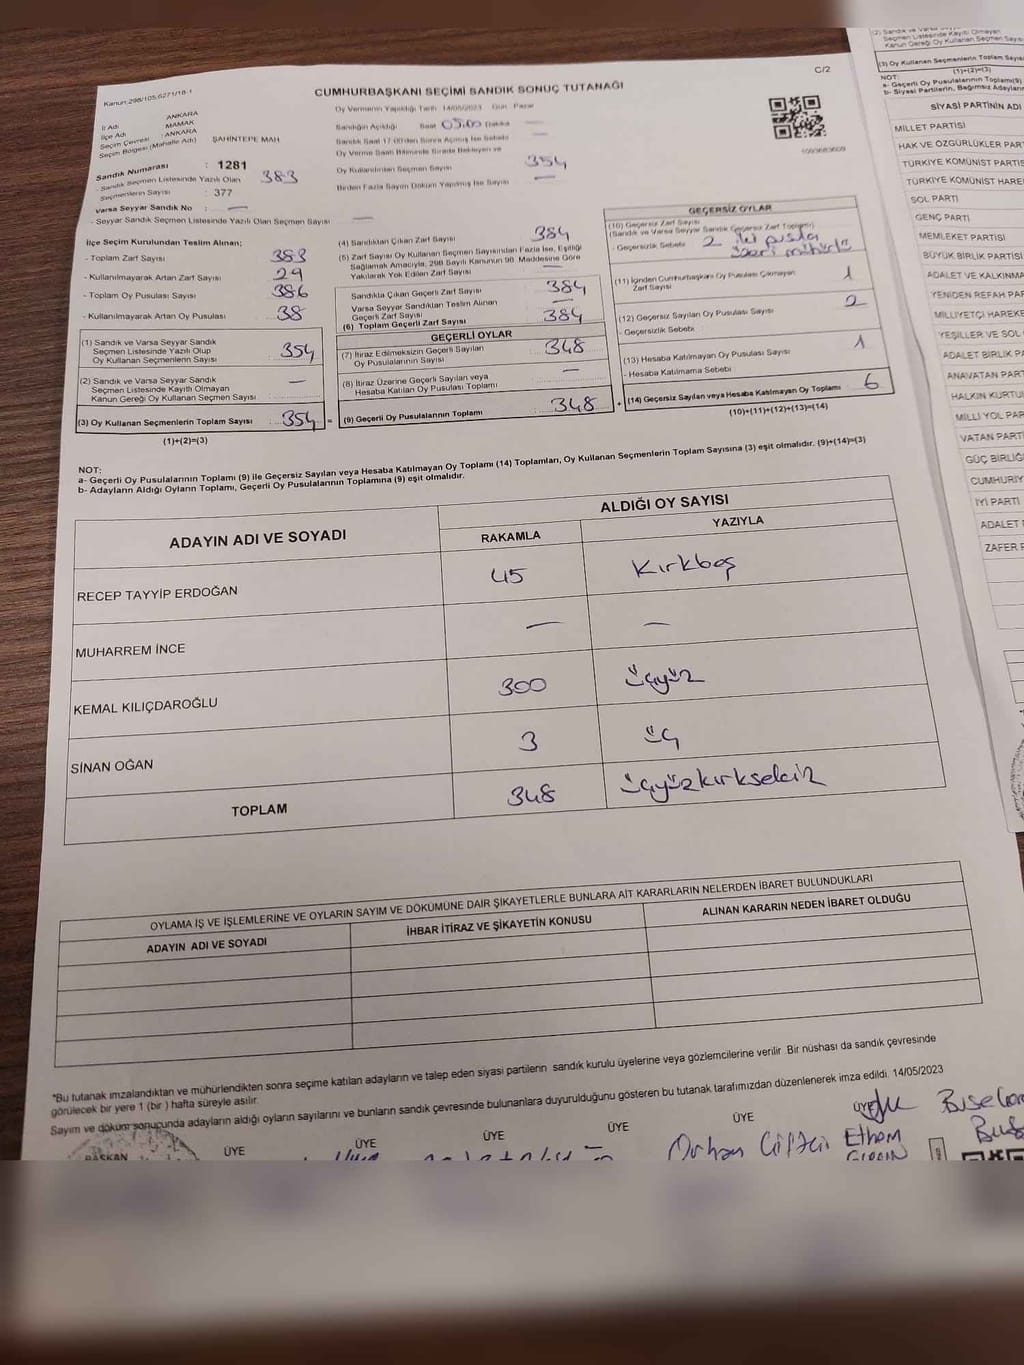 C/2
Kanun:298/105,6271/18-1
CUMHURBAŞKANI SEÇİMİ SANDIK SONUÇ TUTANAĞI
İl Adı : ANKARA
İlçe Adı : MAMAK
Seçim Çevresi : ANKARA
Seçim Bölgesi (Mahalle Adı) ŞAHİNTEPE MAH
Sandık Numarası : 1281
- Sandık Seçmen Listesinde Yazılı Olan Seçmenlerin Sayısı : 377 383
Varsa Seyyar Sandık No : —
- Seyyar Sandık Seçmen Listesinde Yazılı Olan Seçmen Sayısı —
Oy Vermenin Yapıldığı Tarih 14/05/2023 Gün Pazar
Sandığın Açıldığı Saat 05.00 Dakika —
Sandık Saat 17:00'den Sonra Açılmış İse Sebebi —
Oy Verme Saati Bitiminde Sırada Bekleyen ve
Oy Kullandırılan Seçmen Sayısı 354
Birden Fazla Sayım Döküm Yapılmış İse Sayısı —
1003683609
İlçe Seçim Kurulundan Teslim Alınan;
- Toplam Zarf Sayısı : 383
- Kullanılmayarak Artan Zarf Sayısı : 29
- Toplam Oy Pusulası Sayısı : 386
- Kullanılmayarak Artan Oy Pusulası : 38
(1) Sandık ve Varsa Seyyar Sandık
Seçmen Listesinde Yazılı Olup
Oy Kullanan Seçmenlerin Sayısı : 354
(2) Sandık ve Varsa Seyyar Sandık
Seçmen Listesinde Kayıtlı Olmayan
Kanun Gereği Oy Kullanan Seçmen Sayısı : —
(3) Oy Kullanan Seçmenlerin Toplam Sayısı : 354 =
(1)+(2)=(3)
(4) Sandıktan Çıkan Zarf Sayısı 384
(5) Zarf Sayısı Oy Kullanan Seçmen Sayısından Fazla İse, Eşitliği
Sağlamak Amacıyla, 298 Sayılı Kanunun 98. Maddesine Göre
Yakılarak Yok Edilen Zarf Sayısı —
Sandıkta Çıkan Geçerli Zarf Sayısı 384
Varsa Seyyar Sandıktan Teslim Alınan
Geçerli Zarf Sayısı —
(6) Toplam Geçerli Zarf Sayısı 384
GEÇERLİ OYLAR
(7) İtiraz Edilmeksizin Geçerli Sayılan
Oy Pusulalarının Sayısı : 348
(8) İtiraz Üzerine Geçerli Sayılan veya
Hesaba Katılan Oy Pusulası Toplamı : —
(9) Geçerli Oy Pusulalarının Toplamı : 348 +
GEÇERSİZ OYLAR
(10) Geçersiz Zarf Sayısı
(Sandık ve Varsa Seyyar Sandık Geçersiz Zarf Toplamı)
- Geçersizlik Sebebi : 2 iki pusula
üzeri mühürlü
(11) İçinden Cumhurbaşkanı Oy Pusulası Çıkmayan
Zarf Sayısı 1
(12) Geçersiz Sayılan Oy Pusulası Sayısı 2
- Geçersizlik Sebebi :
(13) Hesaba Katılmayan Oy Pusulası Sayısı 1
- Hesaba Katılmama Sebebi
(14) Geçersiz Sayılan veya Hesaba Katılmayan Oy Toplamı 6
(10)+(11)+(12)+(13)=(14)
NOT:
a- Geçerli Oy Pusulalarının Toplamı (9) ile Geçersiz Sayılan veya Hesaba Katılmayan Oy Toplamı (14) Toplamları, Oy Kullanan Seçmenlerin Toplam Sayısına (3) eşit olmalıdır. (9)+(14)=(3)
b- Adayların Aldığı Oyların Toplamı, Geçerli Oy Pusulalarının Toplamına (9) eşit olmalıdır.
ADAYIN ADI VE SOYADI
ALDIĞI OY SAYISI
RAKAMLA YAZIYLA
RECEP TAYYİP ERDOĞAN 45 Kırkbeş
MUHARREM İNCE — —
KEMAL KILIÇDAROĞLU 300 üçyüz
SİNAN OĞAN 3 üç
TOPLAM 348 üçyüzkırksekiz
OYLAMA İŞ VE İŞLEMLERİNE VE OYLARIN SAYIM VE DÖKÜMÜNE DAİR ŞİKAYETLERLE BUNLARA AİT KARARLARIN NELERDEN İBARET BULUNDUKLARI
ADAYIN ADI VE SOYADI İHBAR İTİRAZ VE ŞİKAYETİN KONUSU ALINAN KARARIN NEDEN İBARET OLDUĞU
*Bu tutanak imzalandıktan ve mühürlendikten sonra seçime katılan adayların ve talep eden siyasi partilerin sandık kurulu üyelerine veya gözlemcilerine verilir. Bir nüshası da sandık çevresinde
görülecek bir yere 1 (bir) hafta süreyle asılır.
Sayım ve döküm sonucunda adayların aldığı oyların sayılarını ve bunların sandık çevresinde bulunanlara duyurulduğunu gösteren bu tutanak tarafımızdan düzenlenerek imza edildi. 14/05/2023
BAŞKAN ÜYE ÜYE ÜYE ÜYE ÜYE ÜYE
Orhan Çiftçi Ethem
(2) Sandık ve Varsa Seyyar
Seçmen Listesinde Kayıtlı Olmayan
Kanun Gereği Oy Kullanan Seçmen Sayısı
(3) Oy Kullanan Seçmenlerin Toplam Sayısı
(1)+(2)=(3)
NOT:
a- Geçerli Oy Pusulalarının Toplamı(9)
b- Siyasi Partilerin, Bağımsız Adayların
SİYASİ PARTİNİN ADI
MİLLET PARTİSİ
HAK VE ÖZGÜRLÜKLER PAR
TÜRKİYE KOMÜNİST PARTİS
TÜRKİYE KOMÜNİST HARE
SOL PARTİ
GENÇ PARTİ
MEMLEKET PARTİSİ
BÜYÜK BİRLİK PARTİSİ
ADALET VE KALKINMA
YENİDEN REFAH PAR
MİLLİYETÇİ HAREKE
YEŞİLLER VE SOL
ADALET BİRLİK P
ANAVATAN PART
HALKIN KURTU
MİLLİ YOL PAR
VATAN PARTİ
GÜÇ BİRLİĞİ
CUMHURİY
İYİ PARTİ
ADALET
ZAFER P